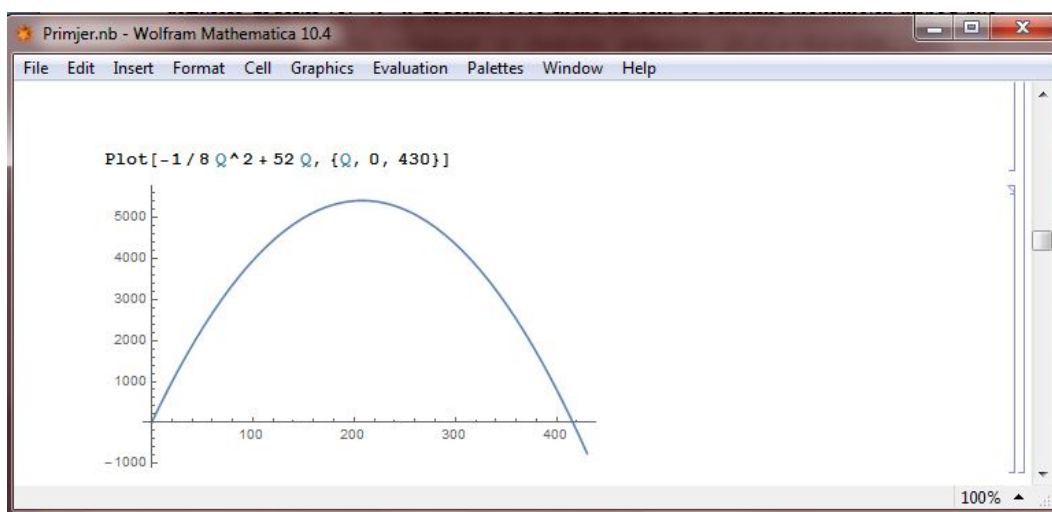 Primjer.nb - Wolfram Mathematica 10.4
File Edit Insert Format Cell Graphics Evaluation Palettes Window Help
Plot[-1/8 Q^2 + 52 Q, {Q, 0, 430}]
5000
4000
3000
2000
1000
100 200 300 400
-1000
100%